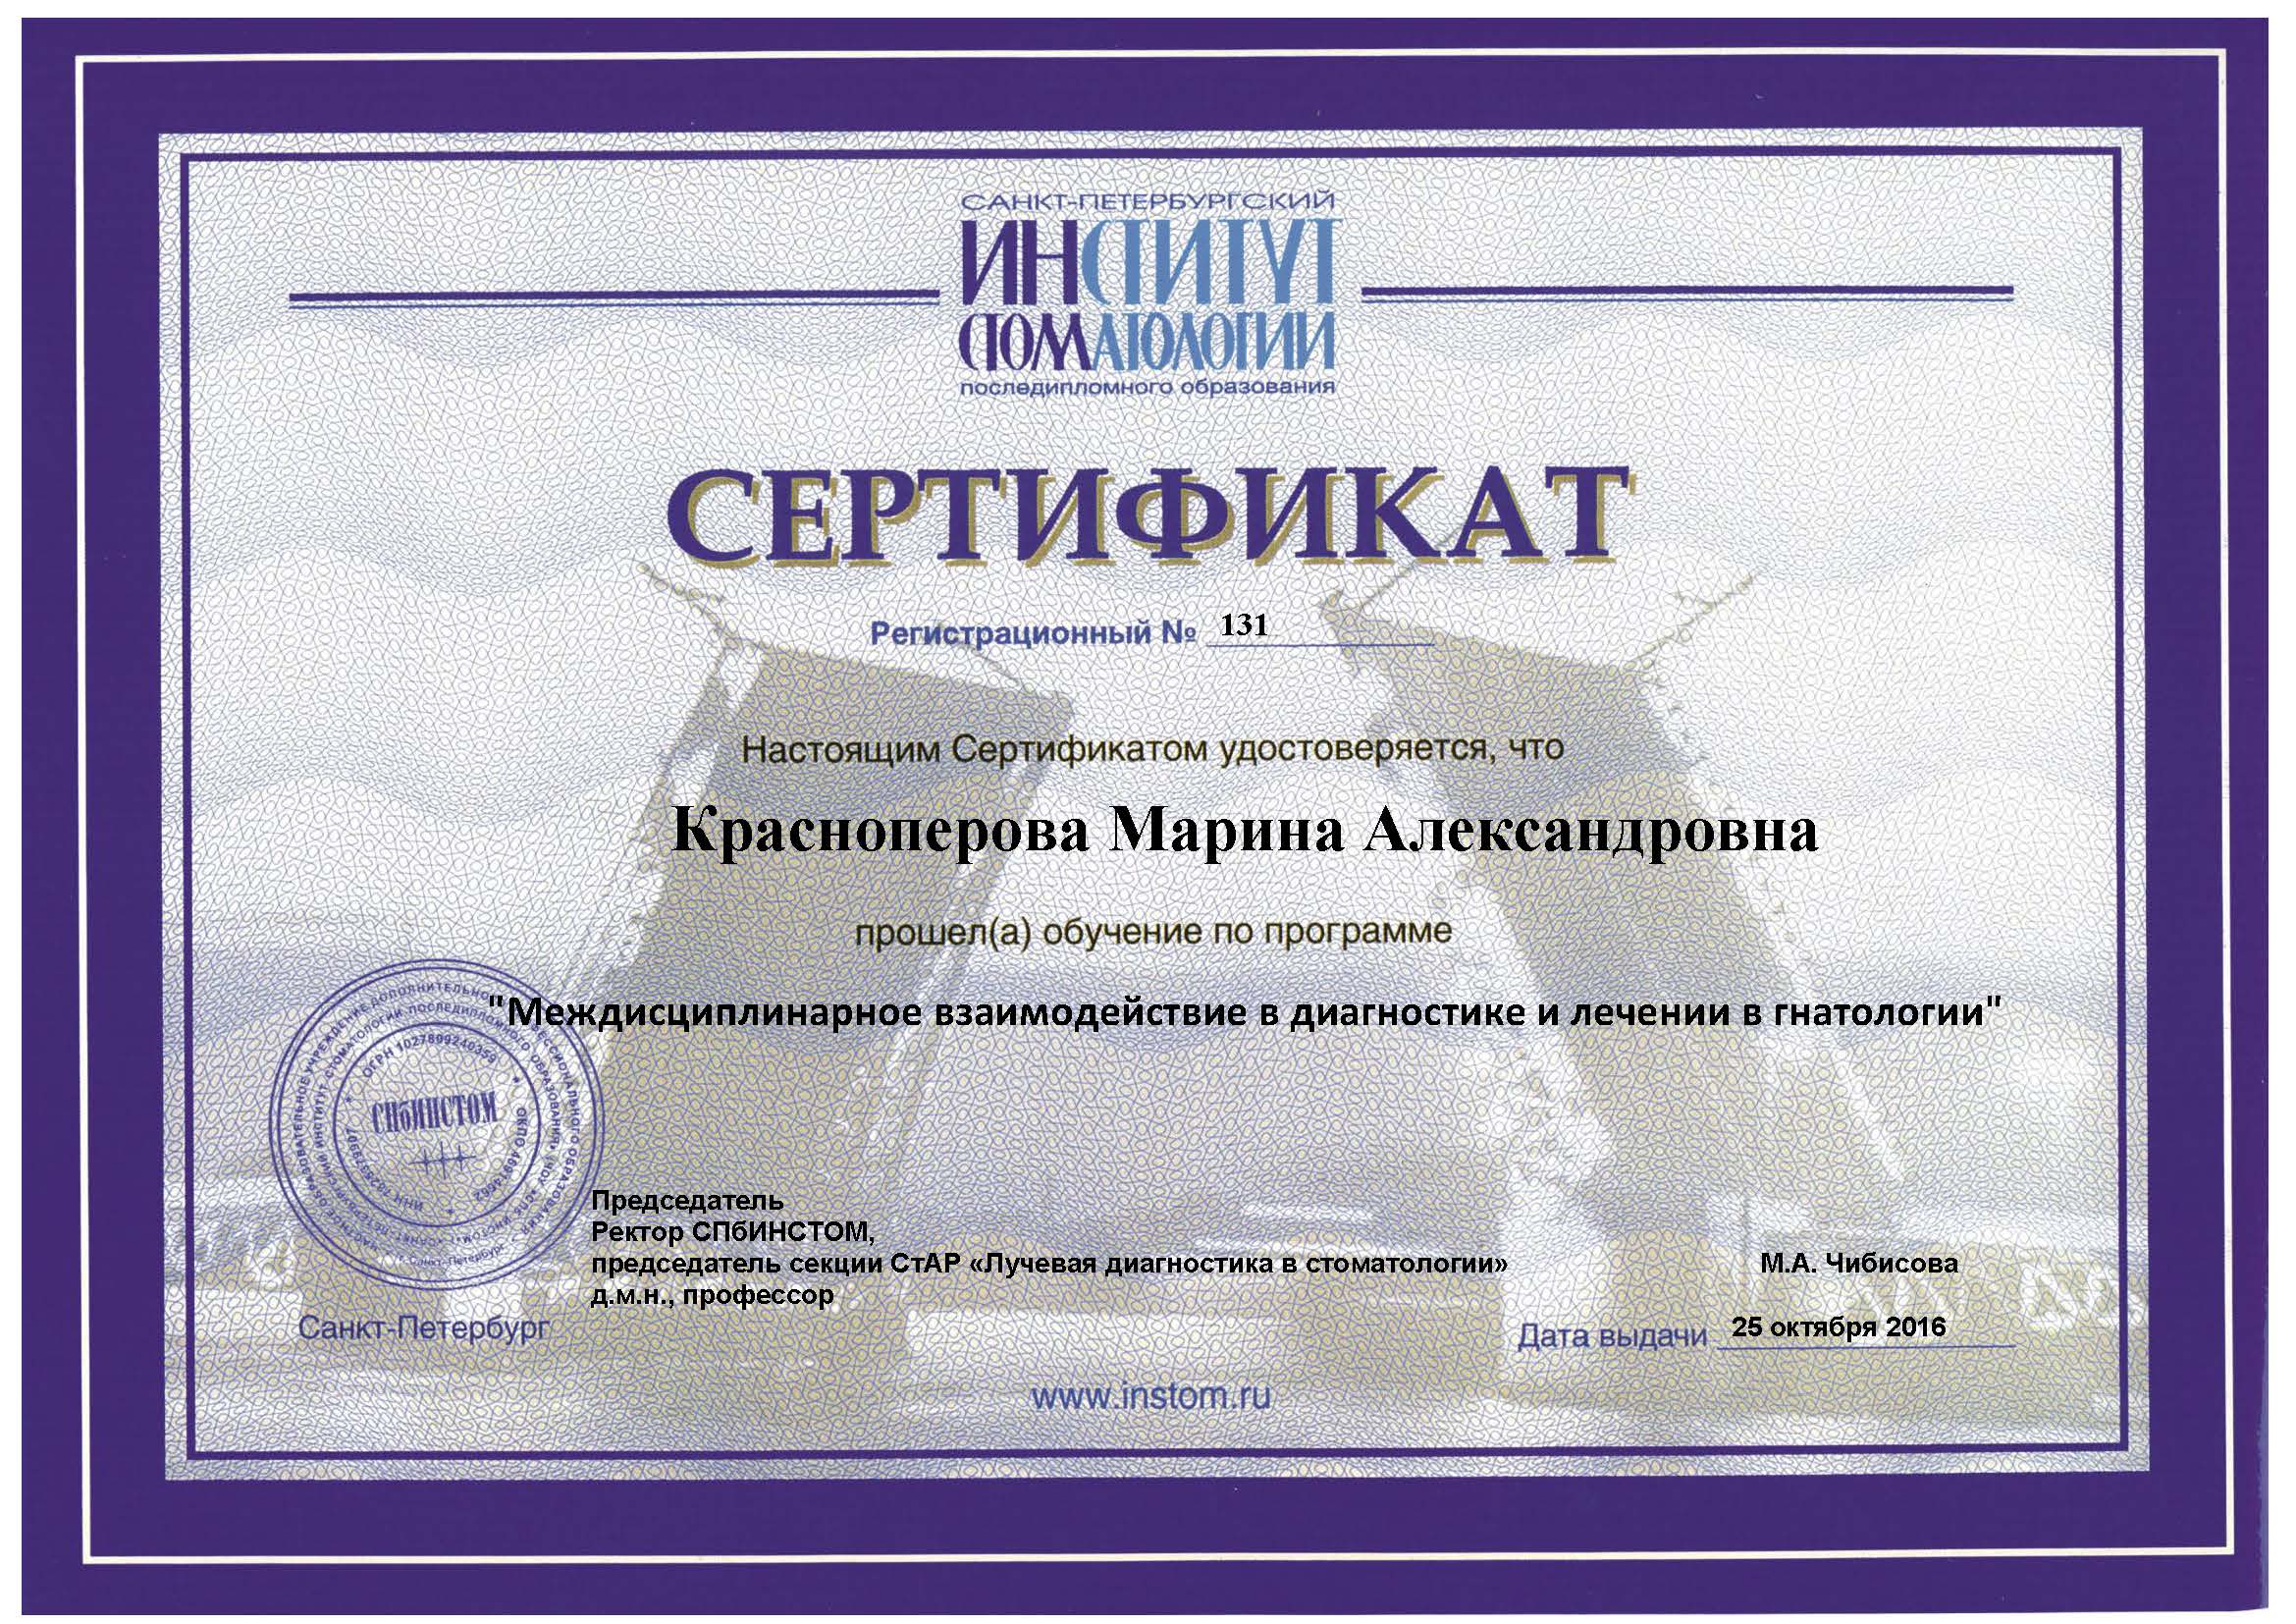 САНКТ-ПЕТЕРБУРГСКИЙ
ИНСТИТУТ
СТОМАТОЛОГИИ
последипломного образования
СЕРТИФИКАТ
Регистрационный № 131
Настоящим Сертификатом удостоверяется, что
Красноперова Марина Александровна
прошел(а) обучение по программе
"Междисциплинарное взаимодействие в диагностике и лечении в гнатологии"
ОГРН 1027809240359
СПбИНСТОМ
Председатель
Ректор СПбИНСТОМ,
председатель секции СтАР «Лучевая диагностика в стоматологии»
М.А. Чибисова
д.м.н., профессор
Санкт-Петербург
Дата выдачи 25 октября 2016
www.instom.ru